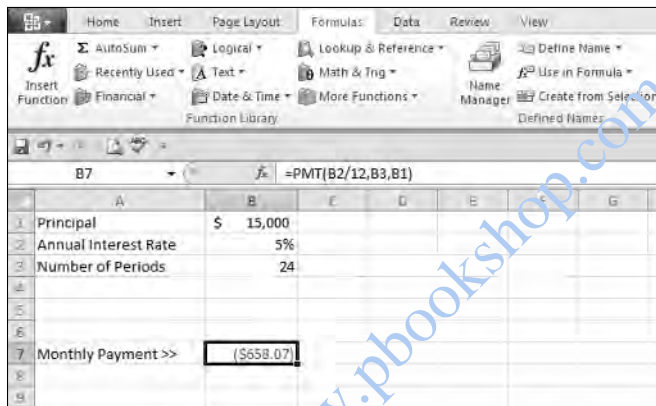 Home Insert Page Layout Formulas Data Review View
fx Insert Function
Σ AutoSum
Recently Used
Financial
Logical
Text
Date & Time
Lookup & Reference
Math & Trig
More Functions
Function Library
Name Manager
Define Name
Use in Formula
Create from Selection
Defined Names
B7 fx =PMT(B2/12,B3,B1)
A B C D E F G
1 Principal $ 15,000
2 Annual Interest Rate 5%
3 Number of Periods 24
4
5
6
7 Monthly Payment >> ($658.07)
8
9
www.pbookshop.com